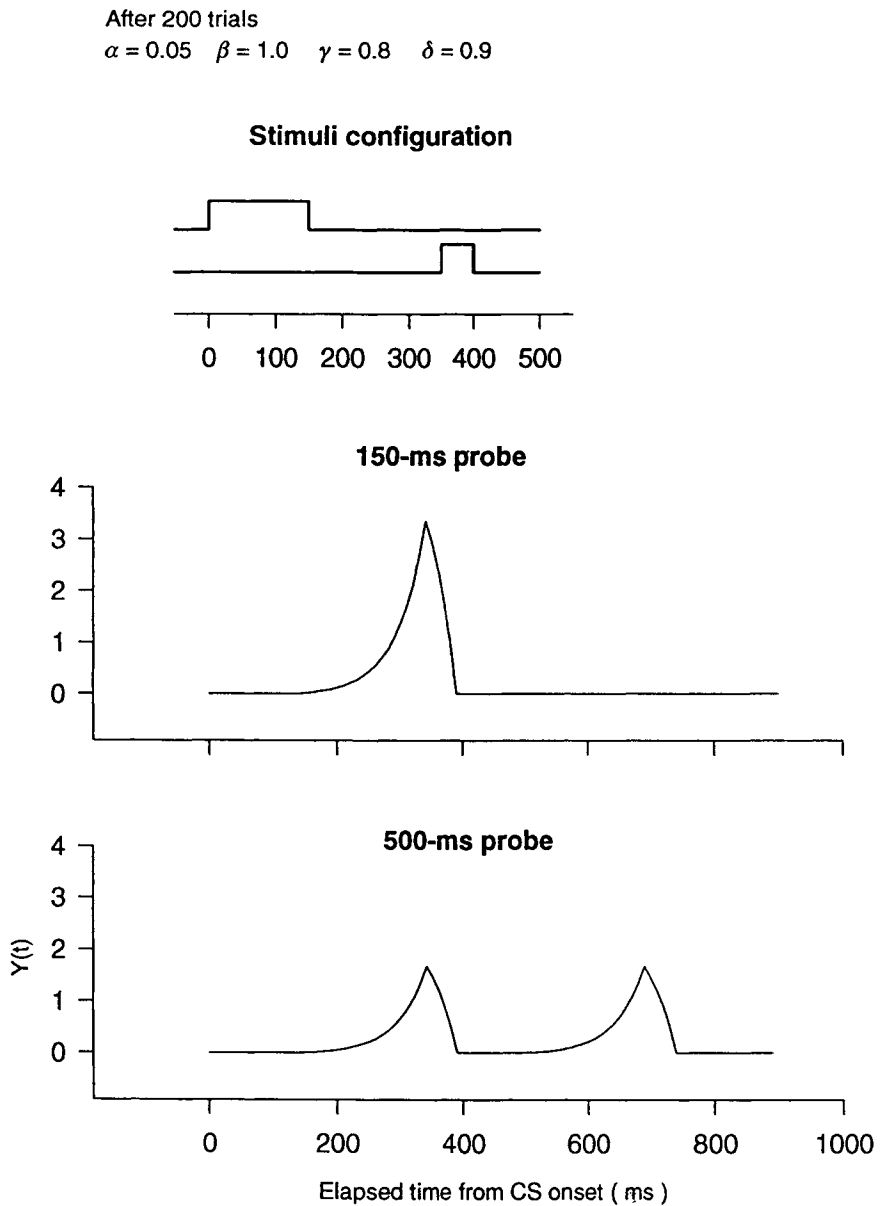 After 200 trials
α = 0.05 β = 1.0 γ = 0.8 δ = 0.9
Stimuli configuration
0 100 200 300 400 500
150-ms probe
4
3
2
1
0
500-ms probe
4
3
2
1
0
Y(t)
0 200 400 600 800 1000
Elapsed time from CS onset ( ms )